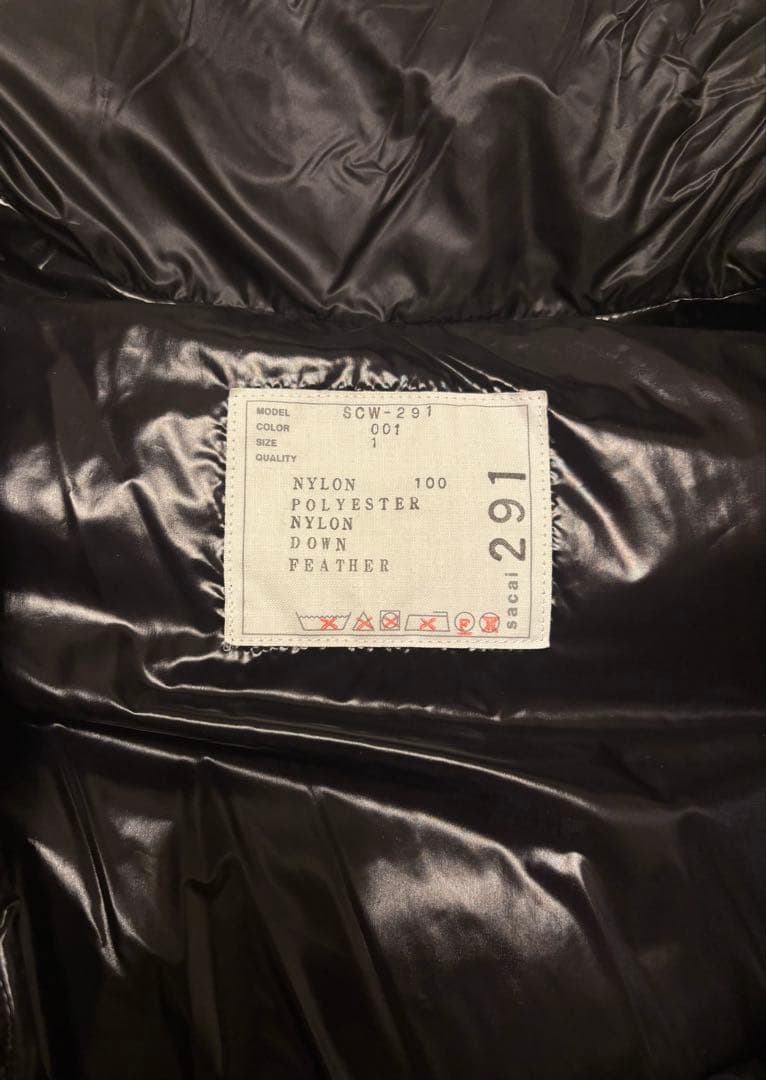 MODEL SCW-291
COLOR 001
SIZE 1
QUALITY
NYLON 100
POLYESTER
NYLON
DOWN
FEATHER
F
sacai 291